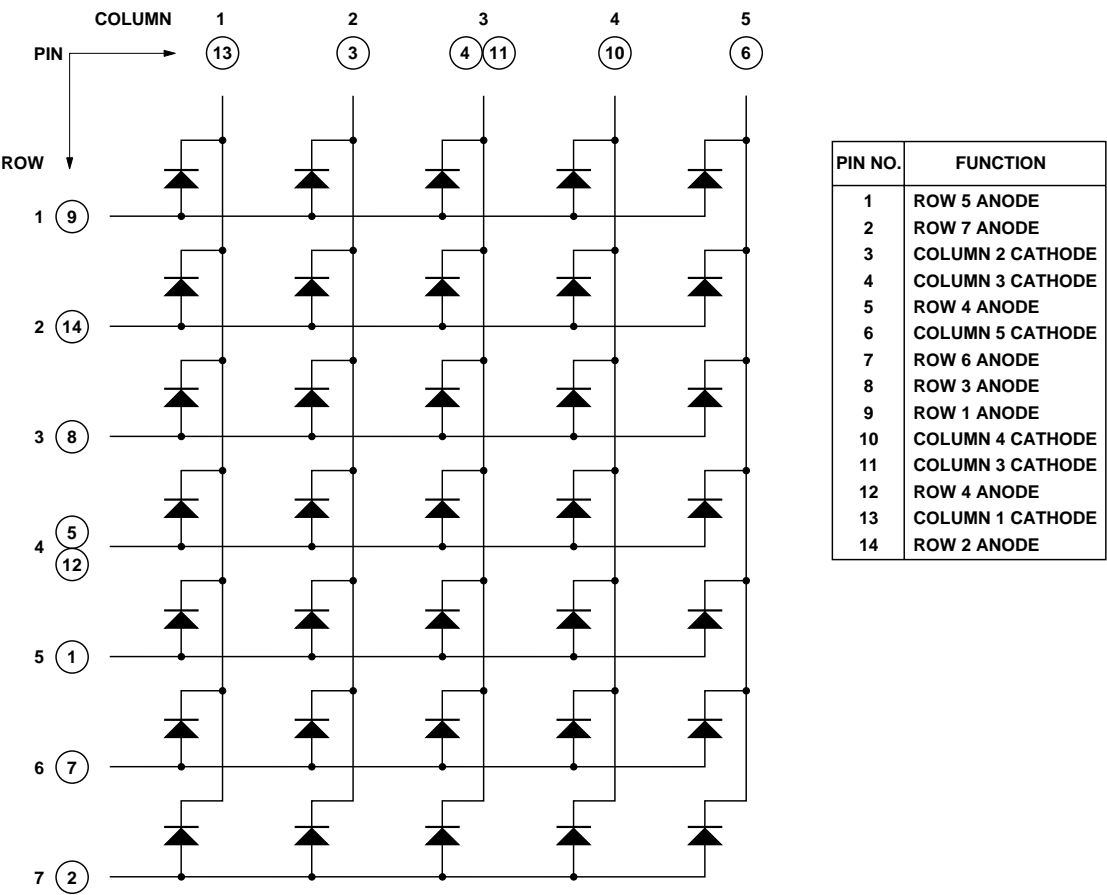 COLUMN 1 2 3 4 5
PIN 13 3 4 11 10 6
ROW
1 9
2 14
3 8
5
4
12
5 1
6 7
7 2
PIN NO. FUNCTION
1 ROW 5 ANODE
2 ROW 7 ANODE
3 COLUMN 2 CATHODE
4 COLUMN 3 CATHODE
5 ROW 4 ANODE
6 COLUMN 5 CATHODE
7 ROW 6 ANODE
8 ROW 3 ANODE
9 ROW 1 ANODE
10 COLUMN 4 CATHODE
11 COLUMN 3 CATHODE
12 ROW 4 ANODE
13 COLUMN 1 CATHODE
14 ROW 2 ANODE